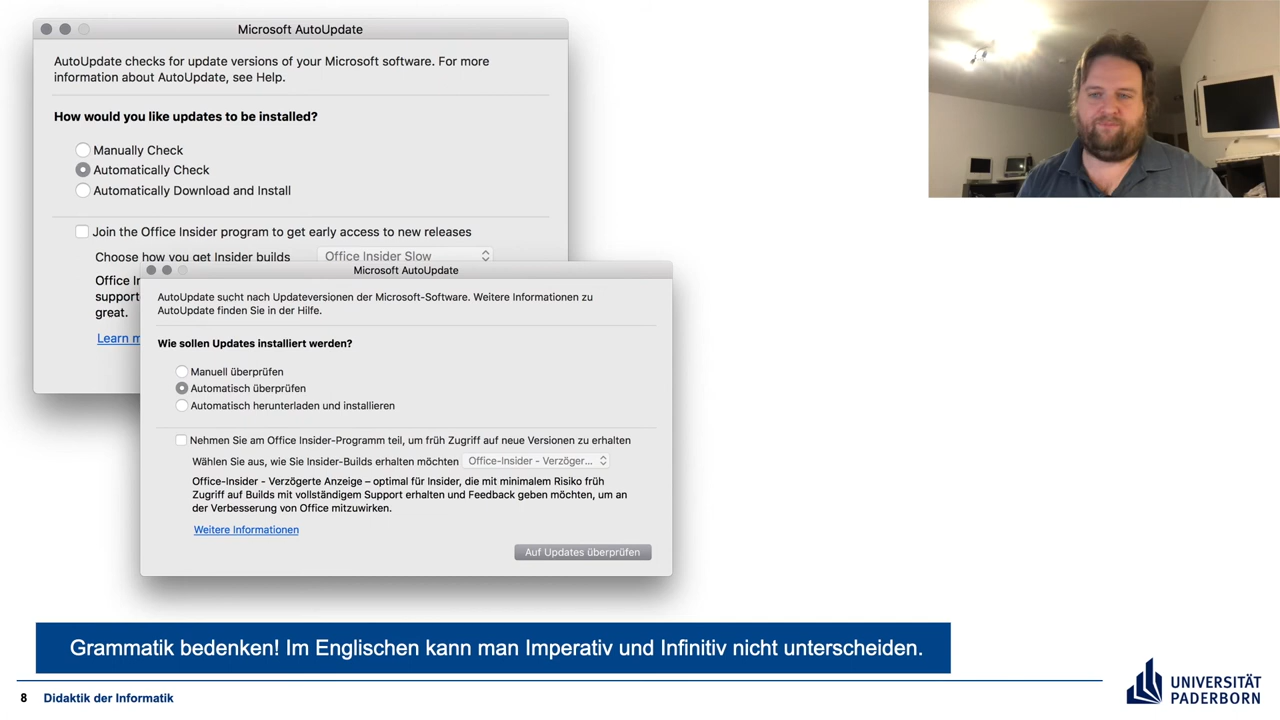 Microsoft AutoUpdate
AutoUpdate checks for update versions of your Microsoft software. For more
information about AutoUpdate, see Help.
How would you like updates to be installed?
Manually Check
Automatically Check
Automatically Download and Install
Join the Office Insider program to get early access to new releases
Choose how you get Insider builds
Office Insider Slow
Office
support
great.
Learn
Microsoft AutoUpdate
AutoUpdate sucht nach Updateversionen der Microsoft-Software. Weitere Informationen zu
AutoUpdate finden Sie in der Hilfe.
Wie sollen Updates installiert werden?
Manuell überprüfen
Automatisch überprüfen
Automatisch herunterladen und installieren
Nehmen Sie am Office Insider-Programm teil, um früh Zugriff auf neue Versionen zu erhalten
Wählen Sie aus, wie Sie Insider-Builds erhalten möchten
Office-Insider - Verzöger...
Office-Insider - Verzögerte Anzeige – optimal für Insider, die mit minimalem Risiko früh
Zugriff auf Builds mit vollständigem Support erhalten und Feedback geben möchten, um an
der Verbesserung von Office mitzuwirken.
Weitere Informationen
Auf Updates überprüfen
Grammatik bedenken! Im Englischen kann man Imperativ und Infinitiv nicht unterscheiden.
8 Didaktik der Informatik
UNIVERSITÄT
PADERBORN